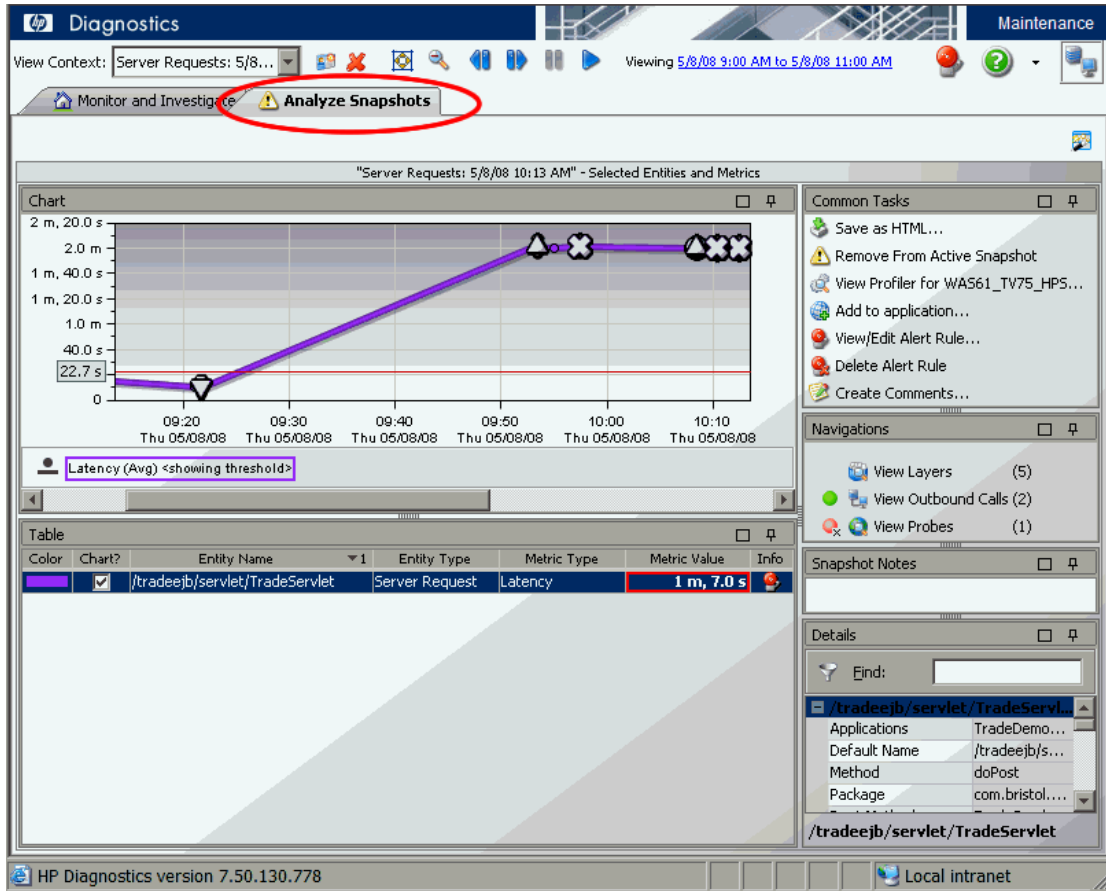 hp Diagnostics Maintenance
View Context: Server Requests: 5/8... Viewing 5/8/08 9:00 AM to 5/8/08 11:00 AM
Monitor and Investigate Analyze Snapshots
"Server Requests: 5/8/08 10:13 AM" - Selected Entities and Metrics
Chart
2 m, 20.0 s
2.0 m
1 m, 40.0 s
1 m, 20.0 s
1.0 m
40.0 s
22.7 s
0
09:20 09:30 09:40 09:50 10:00 10:10
Thu 05/08/08 Thu 05/08/08 Thu 05/08/08 Thu 05/08/08 Thu 05/08/08 Thu 05/08/08
Latency (Avg) <showing threshold>
Table
Color Chart? Entity Name 1 Entity Type Metric Type Metric Value Info
/tradeejb/servlet/TradeServlet Server Request Latency 1 m, 7.0 s
Common Tasks
Save as HTML...
Remove From Active Snapshot
View Profiler for WAS61_TV75_HPS...
Add to application...
View/Edit Alert Rule...
Delete Alert Rule
Create Comments...
Navigations
View Layers (5)
View Outbound Calls (2)
View Probes (1)
Snapshot Notes
Details
Find:
/tradeejb/servlet/TradeServl...
Applications TradeDemo...
Default Name /tradeejb/s...
Method doPost
Package com.bristol....
/tradeejb/servlet/TradeServlet
HP Diagnostics version 7.50.130.778 Local intranet